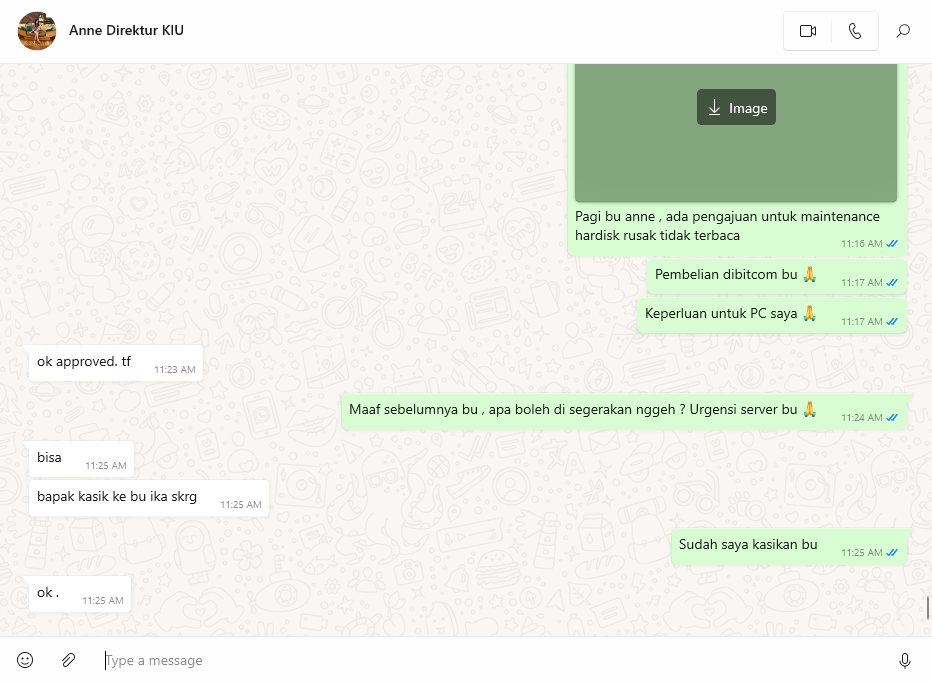 Anne Direktur KIU
Image
Pagi bu anne , ada pengajuan untuk maintenance
hardisk rusak tidak terbaca
11:16 AM
Pembelian dibitcom bu 🙏
11:17 AM
Keperluan untuk PC saya 🙏
11:17 AM
ok approved. tf
11:23 AM
Maaf sebelumnya bu , apa boleh di segerakan nggeh ? Urgensi server bu 🙏
11:24 AM
bisa
11:25 AM
bapak kasik ke bu ika skrg
11:25 AM
Sudah saya kasikan bu
11:25 AM
ok .
11:25 AM
Type a message